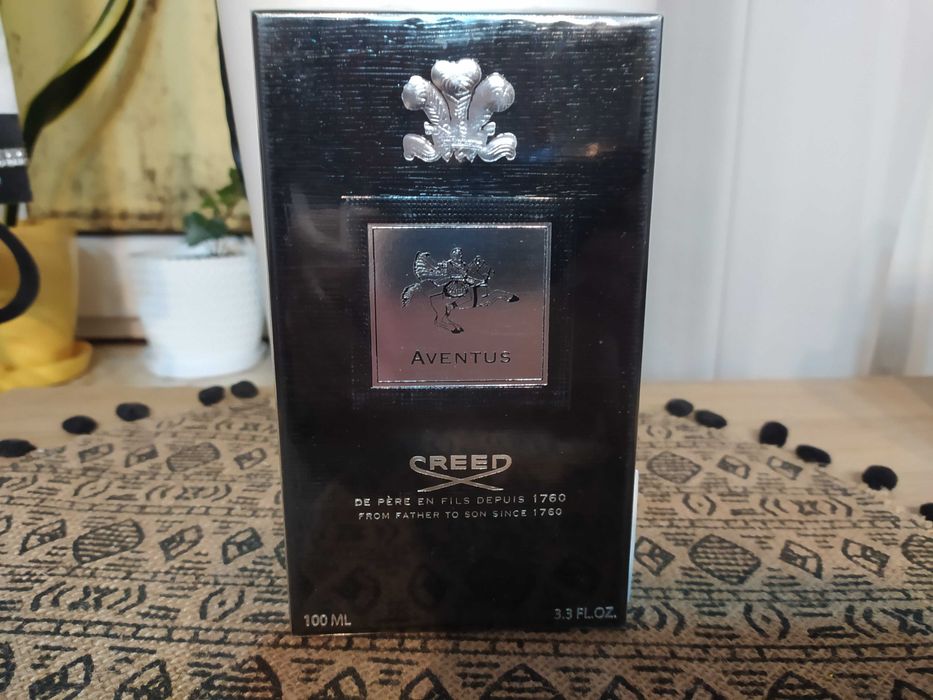 AVENTUS
CREED
DE PÈRE EN FILS DEPUIS 1760
FROM FATHER TO SON SINCE 1760
100 ML
3.3 FL.OZ.